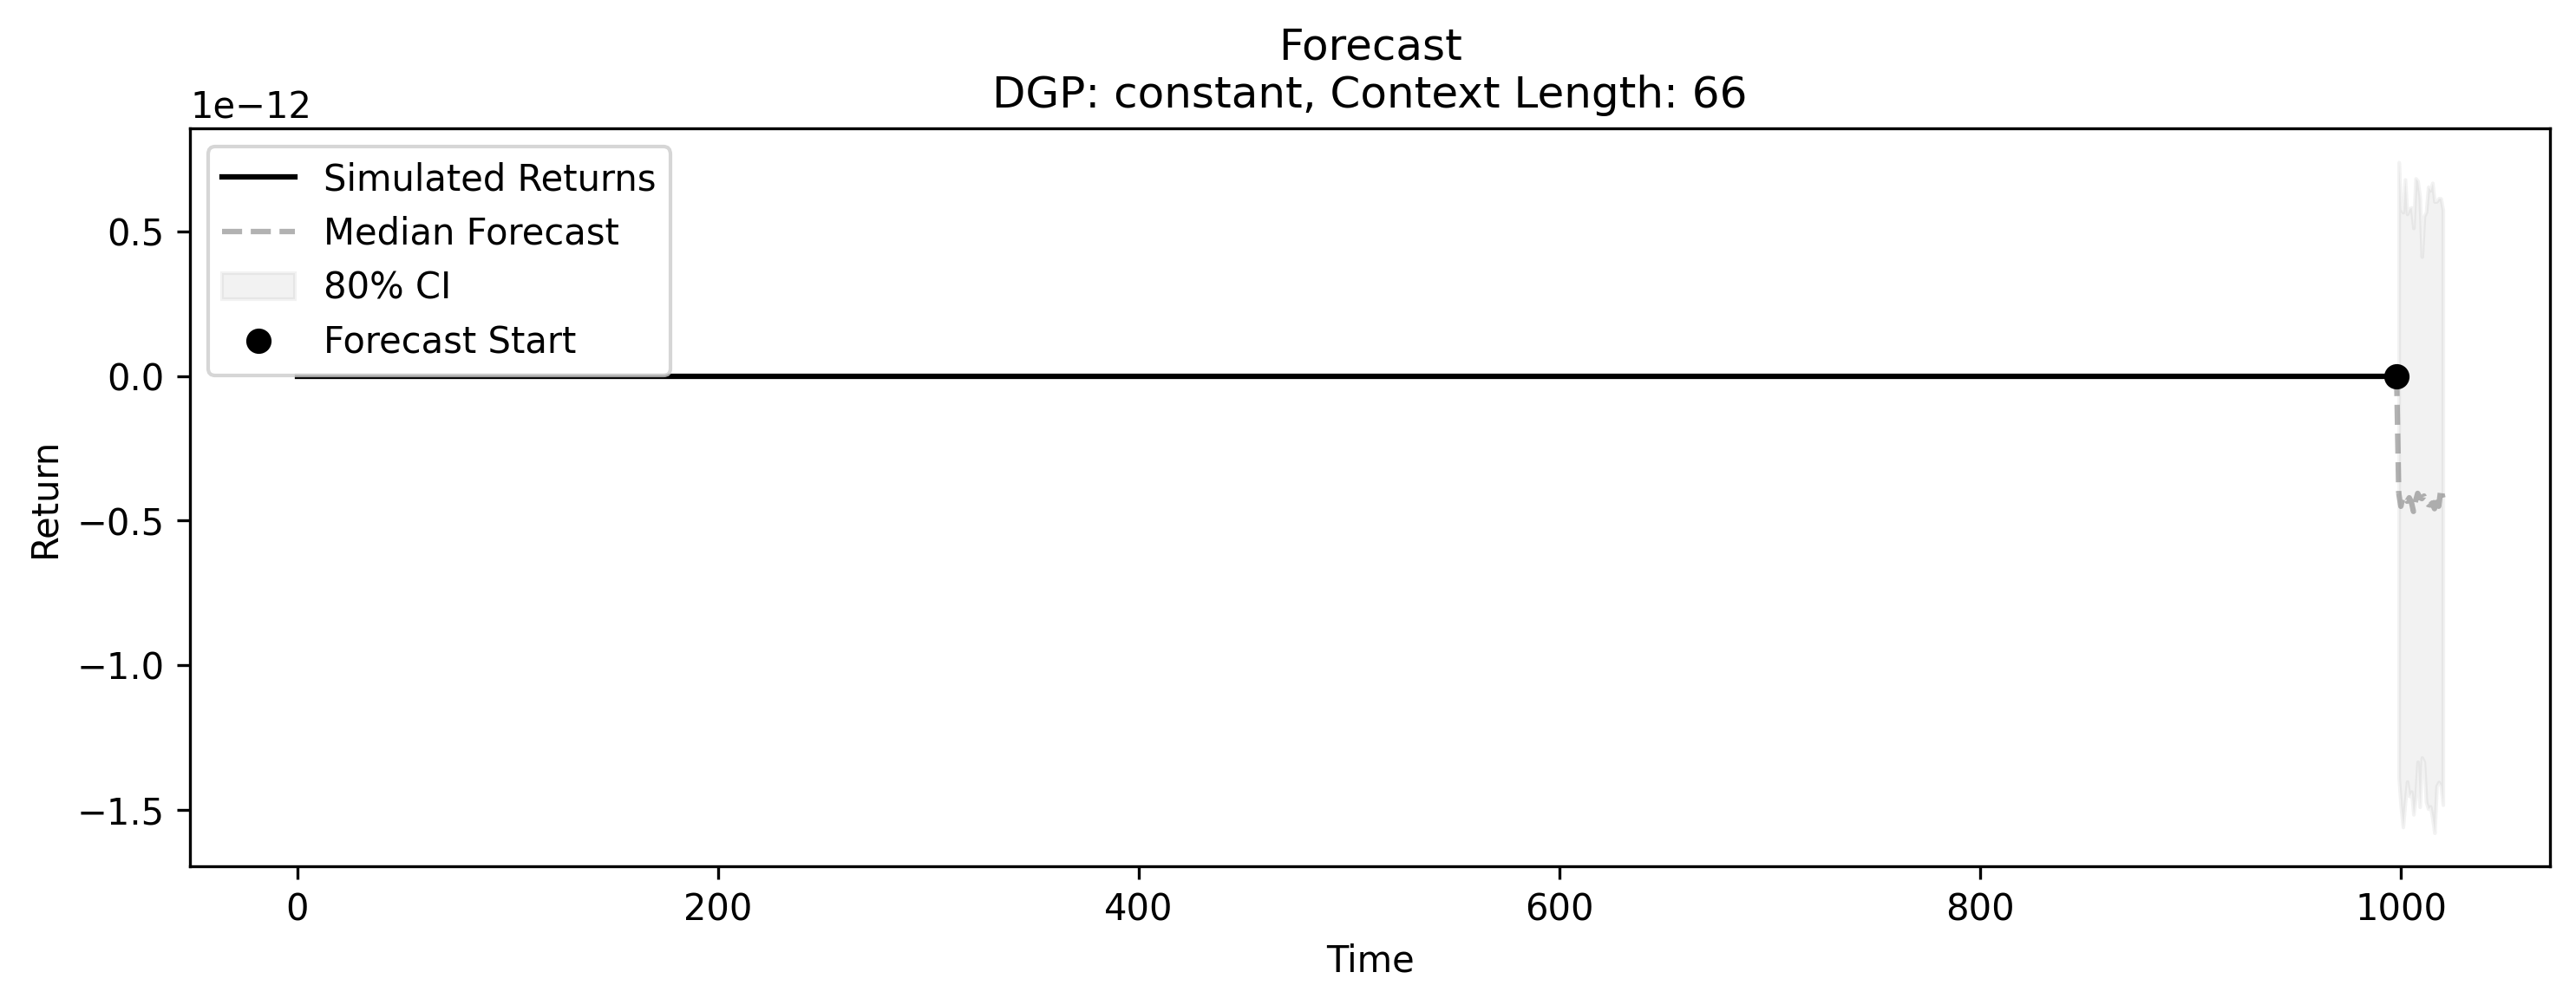 Forecast
DGP: constant, Context Length: 66
1e−12
Simulated Returns
Median Forecast
80% CI
Forecast Start
0.5
0.0
−0.5
−1.0
−1.5
Return
0 200 400 600 800 1000
Time